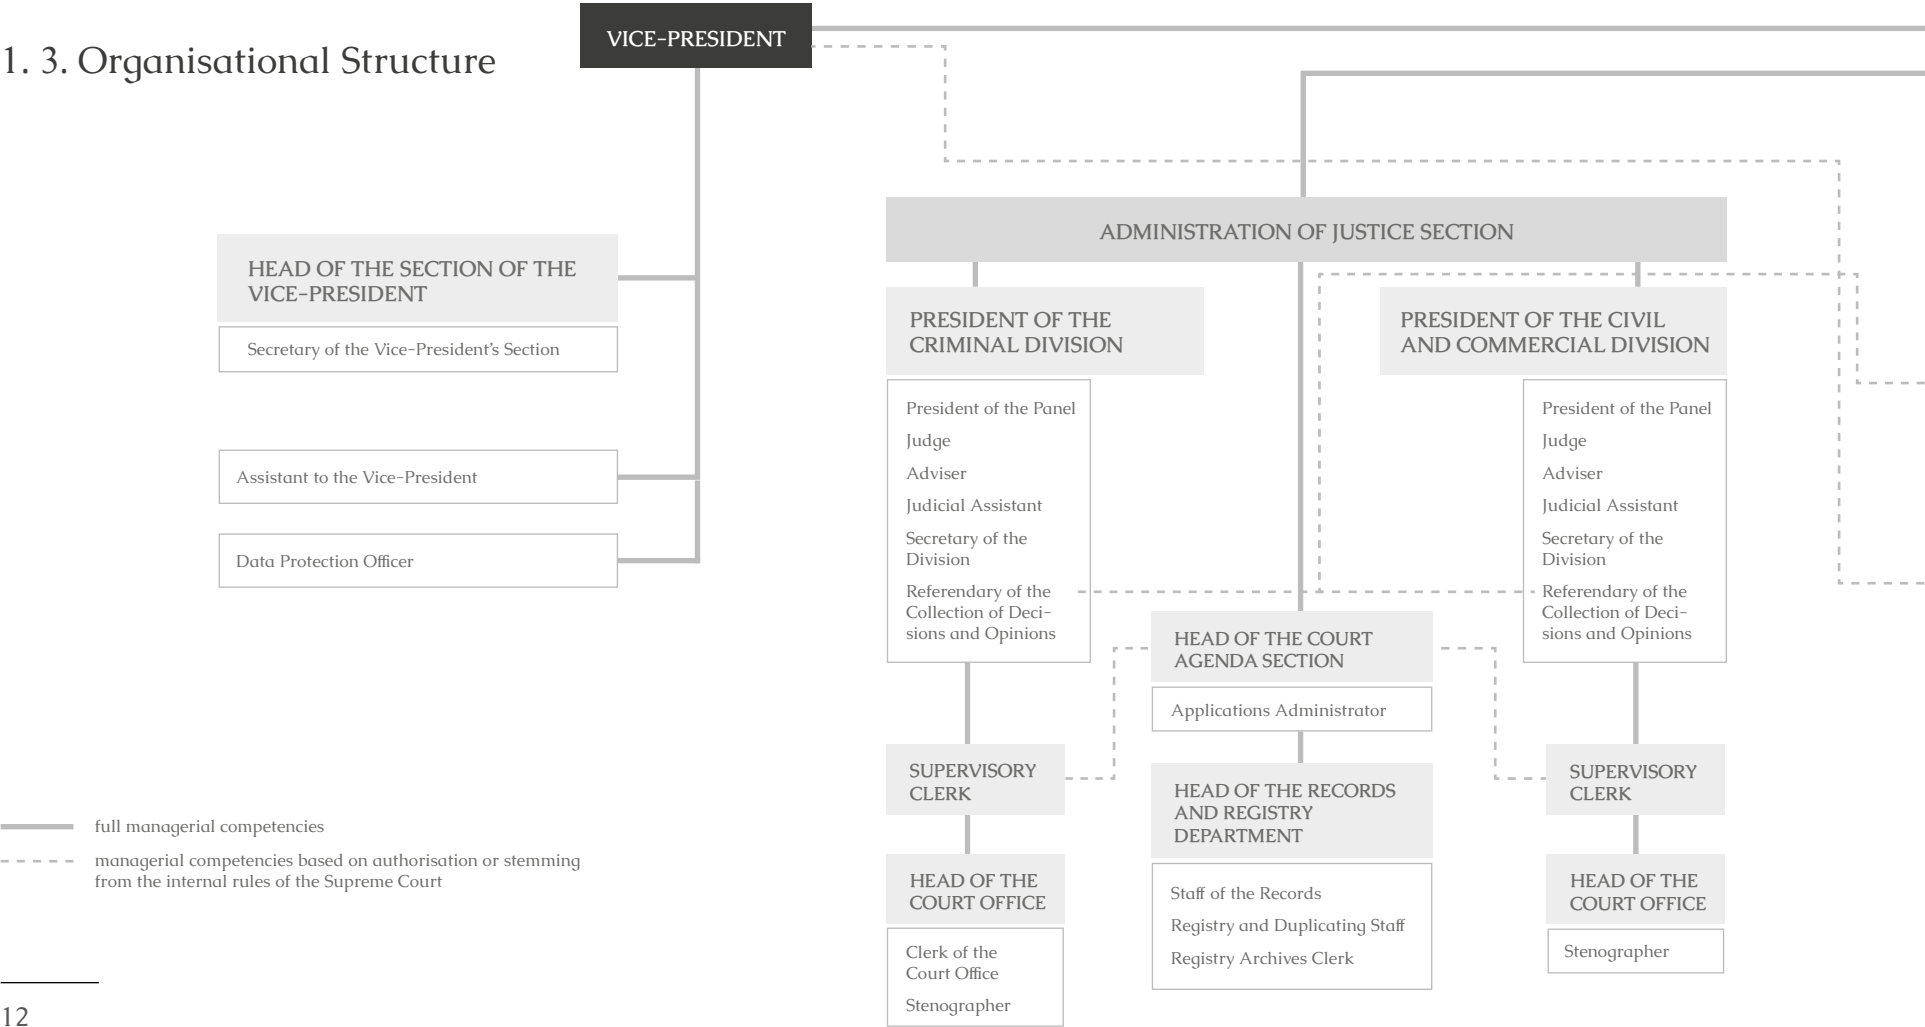 1. 3. Organisational Structure
VICE-PRESIDENT
HEAD OF THE SECTION OF THE
VICE-PRESIDENT
Secretary of the Vice-President's Section
Assistant to the Vice-President
Data Protection Officer
ADMINISTRATION OF JUSTICE SECTION
PRESIDENT OF THE
CRIMINAL DIVISION
President of the Panel
Judge
Adviser
Judicial Assistant
Secretary of the
Division
Referendary of the
Collection of Deci-
sions and Opinions
SUPERVISORY
CLERK
HEAD OF THE
COURT OFFICE
Clerk of the
Court Office
Stenographer
HEAD OF THE COURT
AGENDA SECTION
Applications Administrator
HEAD OF THE RECORDS
AND REGISTRY
DEPARTMENT
Staff of the Records
Registry and Duplicating Staff
Registry Archives Clerk
PRESIDENT OF THE CIVIL
AND COMMERCIAL DIVISION
President of the Panel
Judge
Adviser
Judicial Assistant
Secretary of the
Division
Referendary of the
Collection of Deci-
sions and Opinions
SUPERVISORY
CLERK
HEAD OF THE
COURT OFFICE
Stenographer
full managerial competencies
managerial competencies based on authorisation or stemming
from the internal rules of the Supreme Court
12